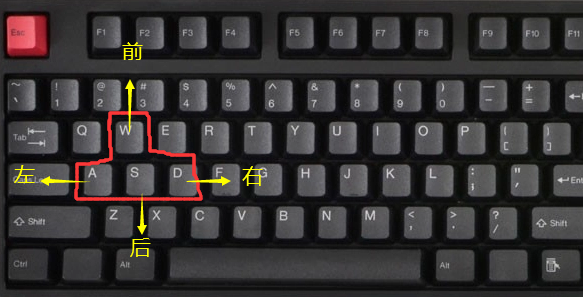 Esc F1 F2 F3 F4 F5 F6 F7 F8 F9 F10 F11
前
~ ! @ # $ % ^ & * ( ) — +
` 1 2 3 4 5 6 7 8 9 0 - =
Tab Q W E R T Y U I O P { }
[ ]
左 A S D 右 F G H J K L : " Enter
; '
Shift Z X C V B N M < > ? Shift
, . /
后
Ctrl Alt Alt